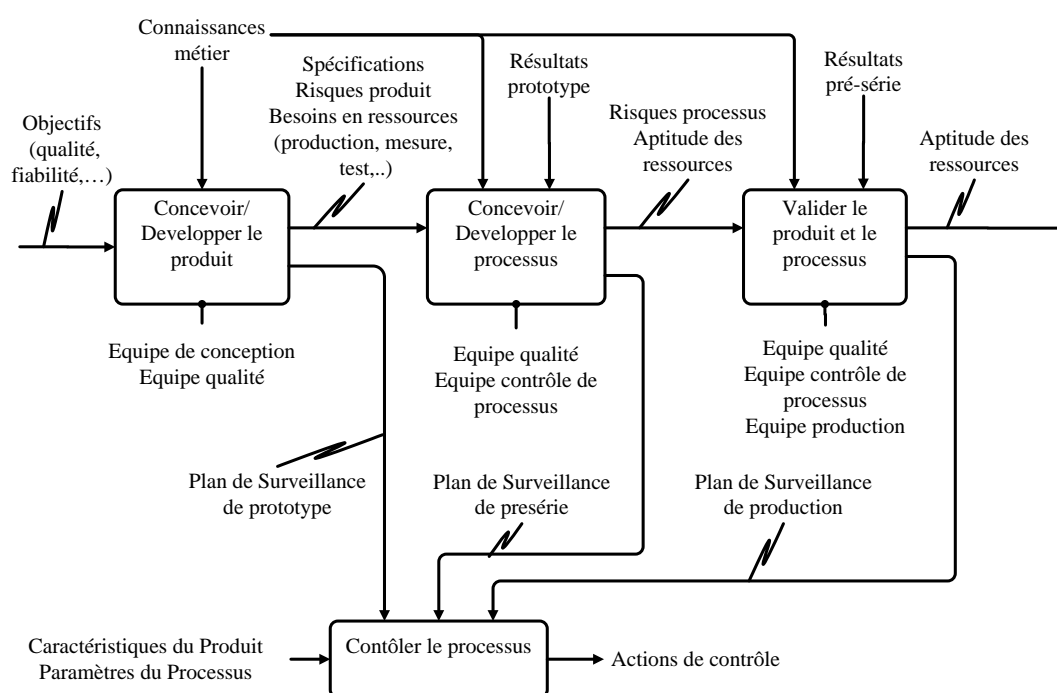 Connaissances
métier
Spécifications
Risques produit
Besoins en ressources
(production, mesure,
test,..)
Résultats
prototype
Résultats
pré-série
Objectifs
(qualité,
fiabilité,…)
Risques processus
Aptitude des
ressources
Aptitude des
ressources
Concevoir/
Developper le
produit
Concevoir/
Developper le
processus
Valider le
produit et le
processus
Equipe de conception
Equipe qualité
Equipe qualité
Equipe contrôle de
processus
Equipe qualité
Equipe contrôle de
processus
Equipe production
Plan de Surveillance
de prototype
Plan de Surveillance
de presérie
Plan de Surveillance
de production
Caractéristiques du Produit
Paramètres du Processus
Contôler le processus
Actions de contrôle